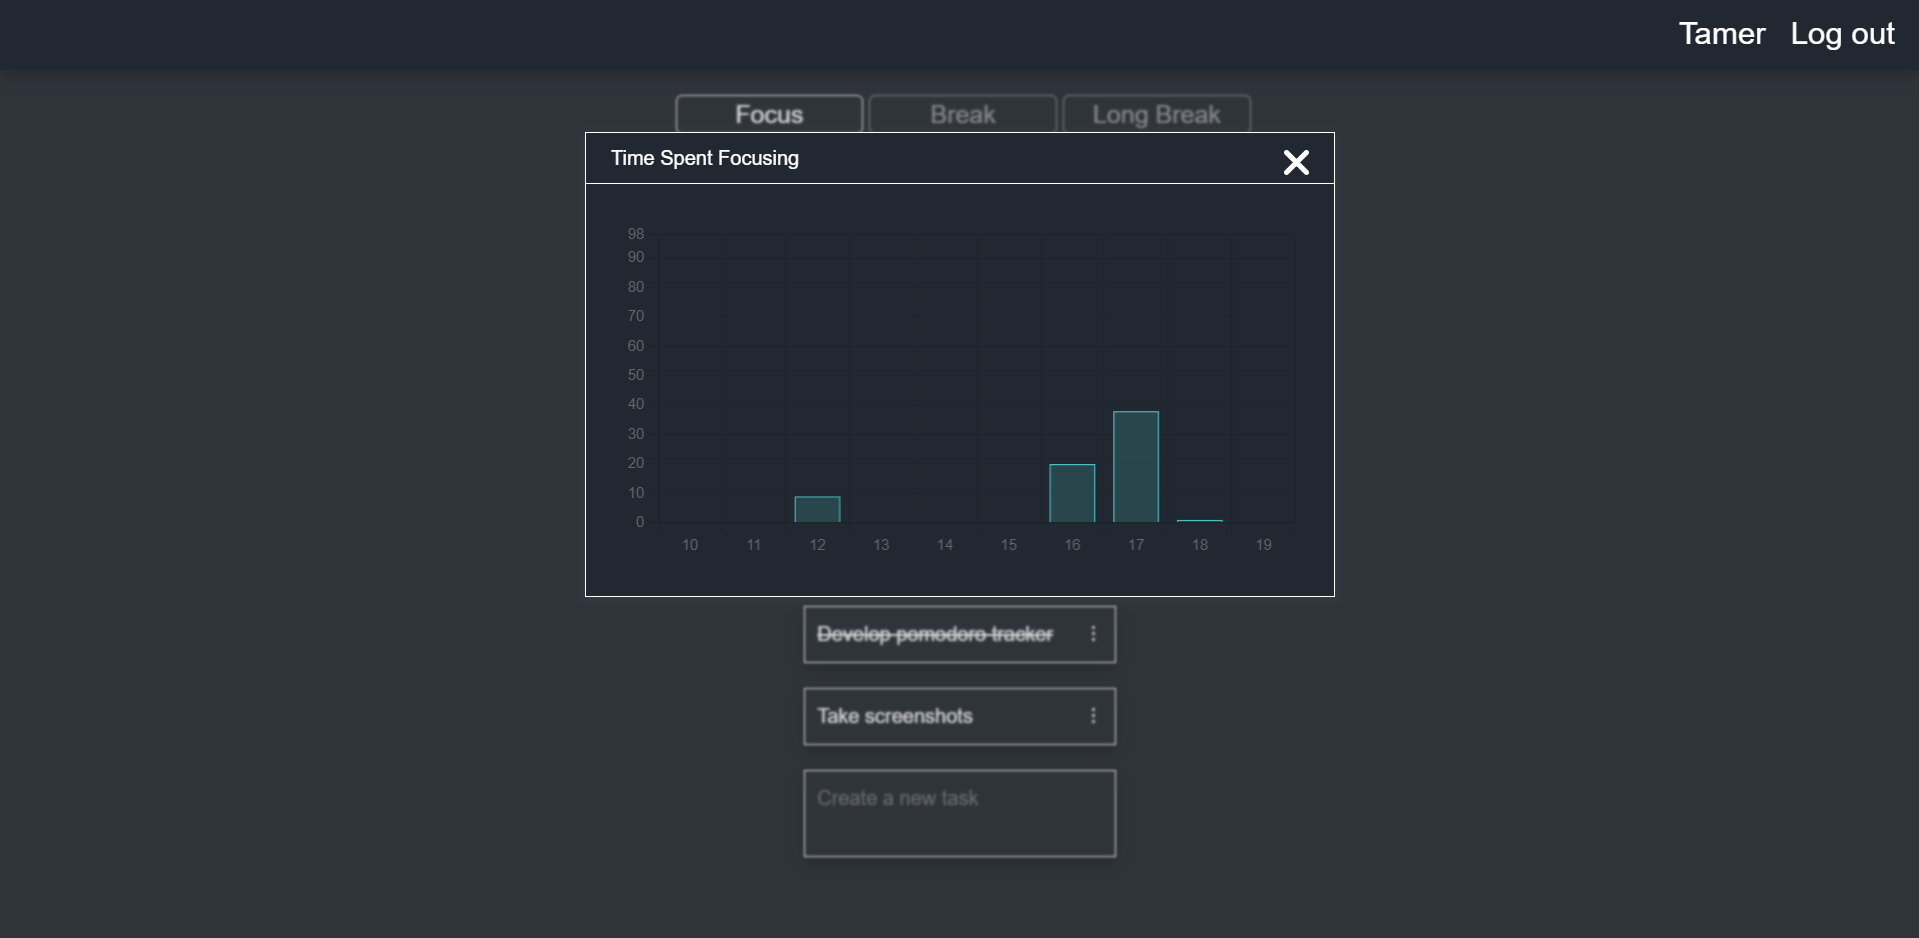 Tamer Log out
Focus Break Long Break
Time Spent Focusing
98
90
80
70
60
50
40
30
20
10
0
10 11 12 13 14 15 16 17 18 19
Develop pomodoro tracker
Take screenshots
Create a new task